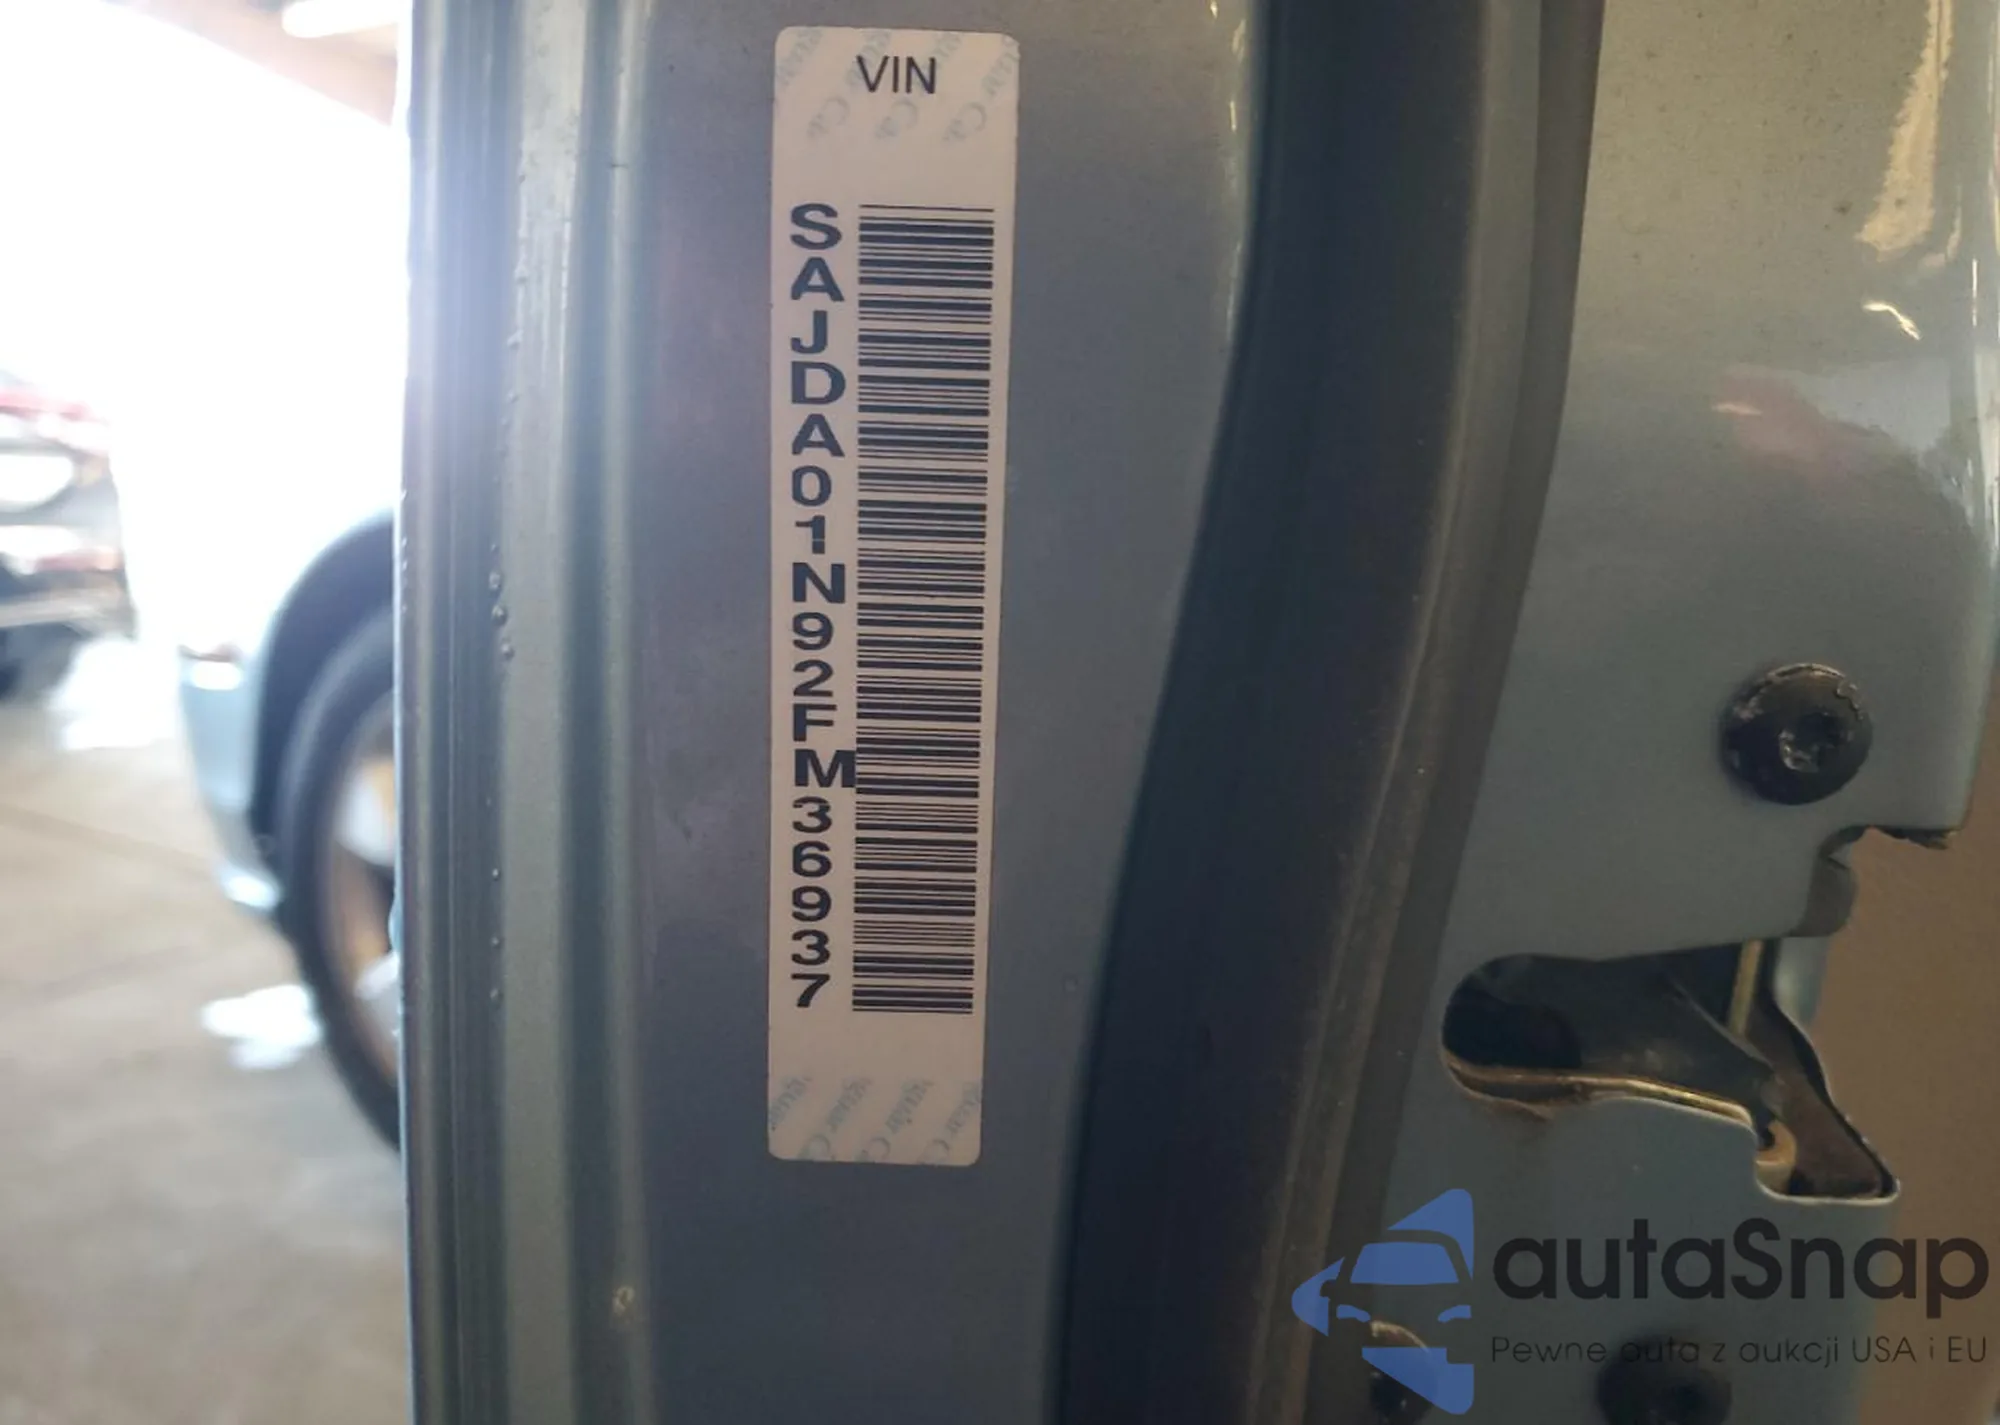 VIN
SAJDA01N92FM36937
autaSnap
Pewne auta z aukcji USA i EU